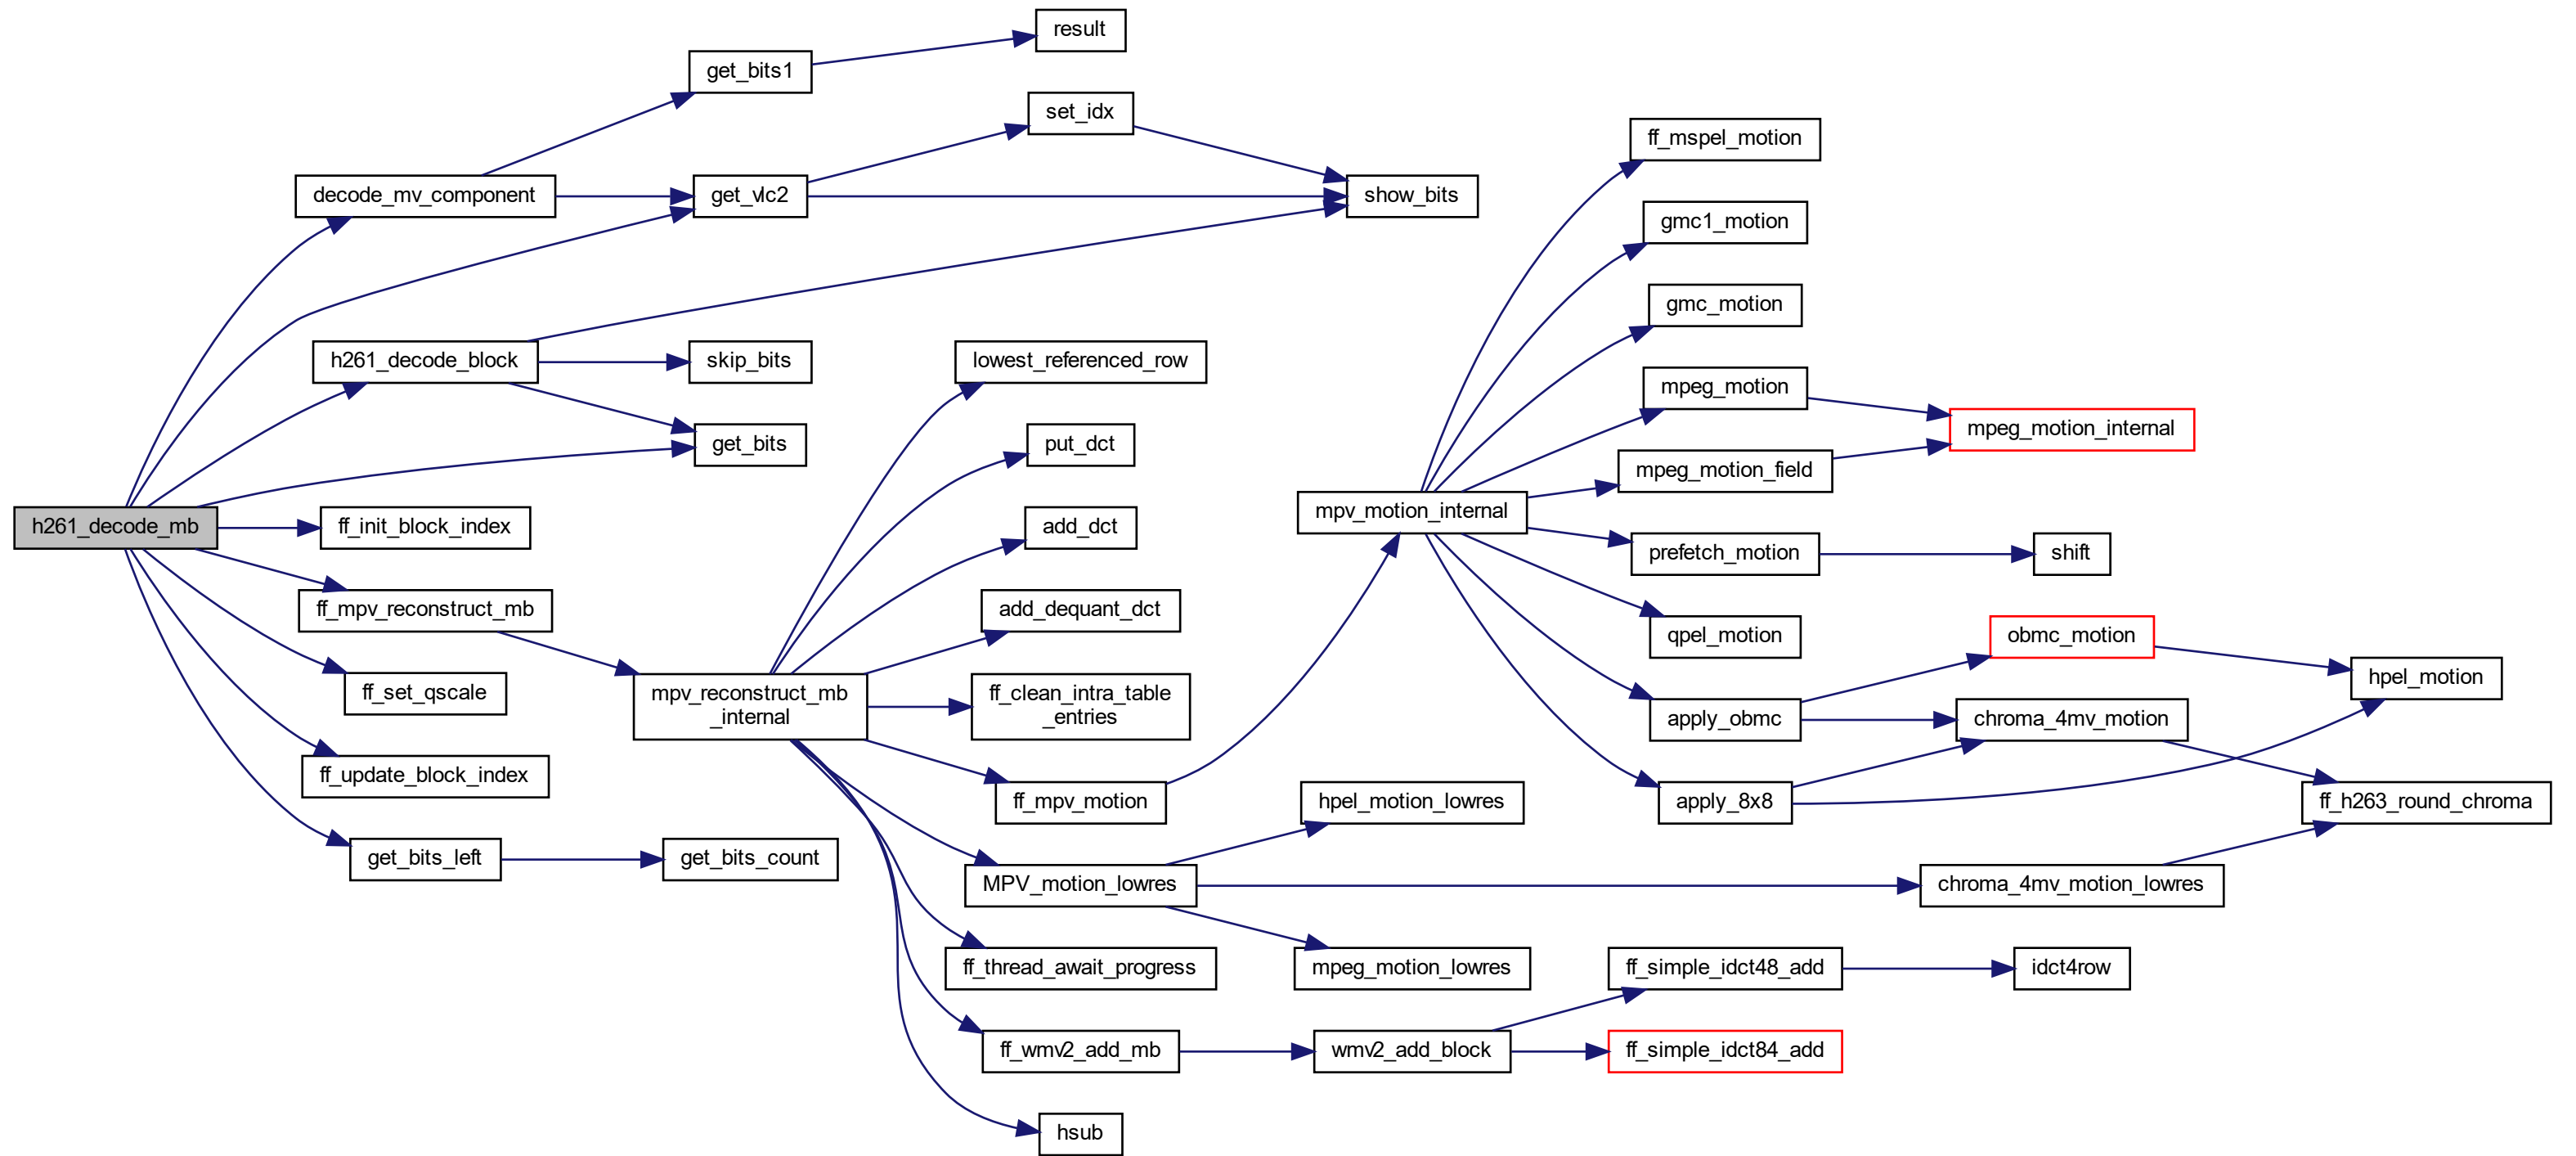 result
get_bits1
set_idx
ff_mspel_motion
decode_mv_component
get_vlc2
show_bits
gmc1_motion
gmc_motion
h261_decode_block
skip_bits
lowest_referenced_row
mpeg_motion
mpeg_motion_internal
get_bits
put_dct
mpeg_motion_field
h261_decode_mb
ff_init_block_index
add_dct
mpv_motion_internal
prefetch_motion
shift
ff_mpv_reconstruct_mb
add_dequant_dct
qpel_motion
obmc_motion
hpel_motion
ff_set_qscale
mpv_reconstruct_mb
_internal
ff_clean_intra_table
_entries
apply_obmc
chroma_4mv_motion
ff_update_block_index
ff_mpv_motion
hpel_motion_lowres
apply_8x8
ff_h263_round_chroma
get_bits_left
get_bits_count
MPV_motion_lowres
chroma_4mv_motion_lowres
ff_thread_await_progress
mpeg_motion_lowres
ff_simple_idct48_add
idct4row
ff_wmv2_add_mb
wmv2_add_block
ff_simple_idct84_add
hsub